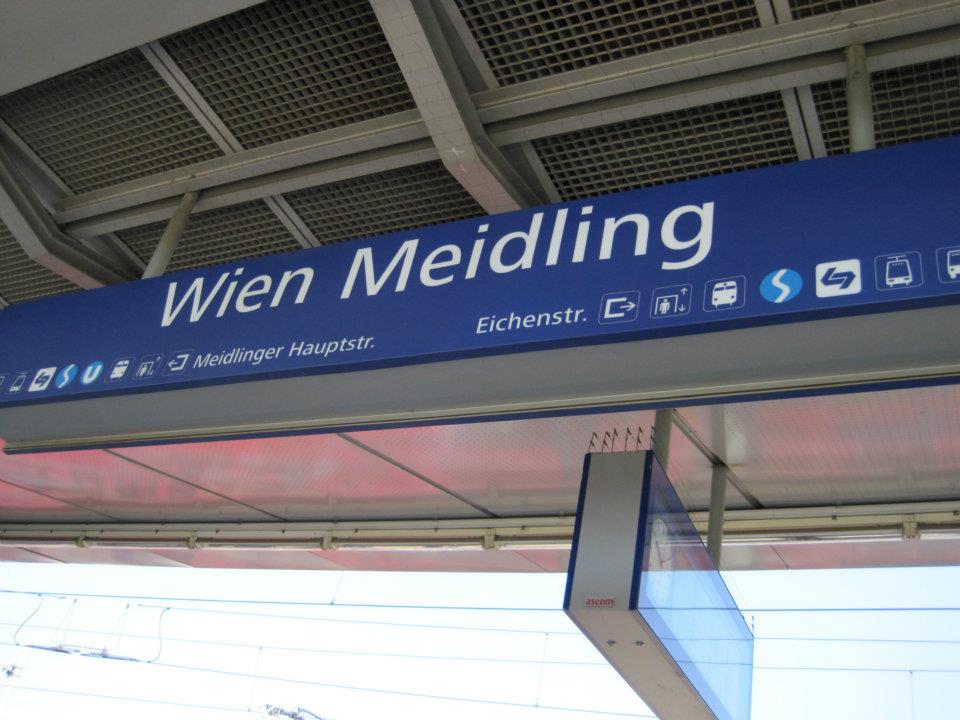 Wien Meidling
Eichenstr.
U
Meidlinger Hauptstr.
ascom